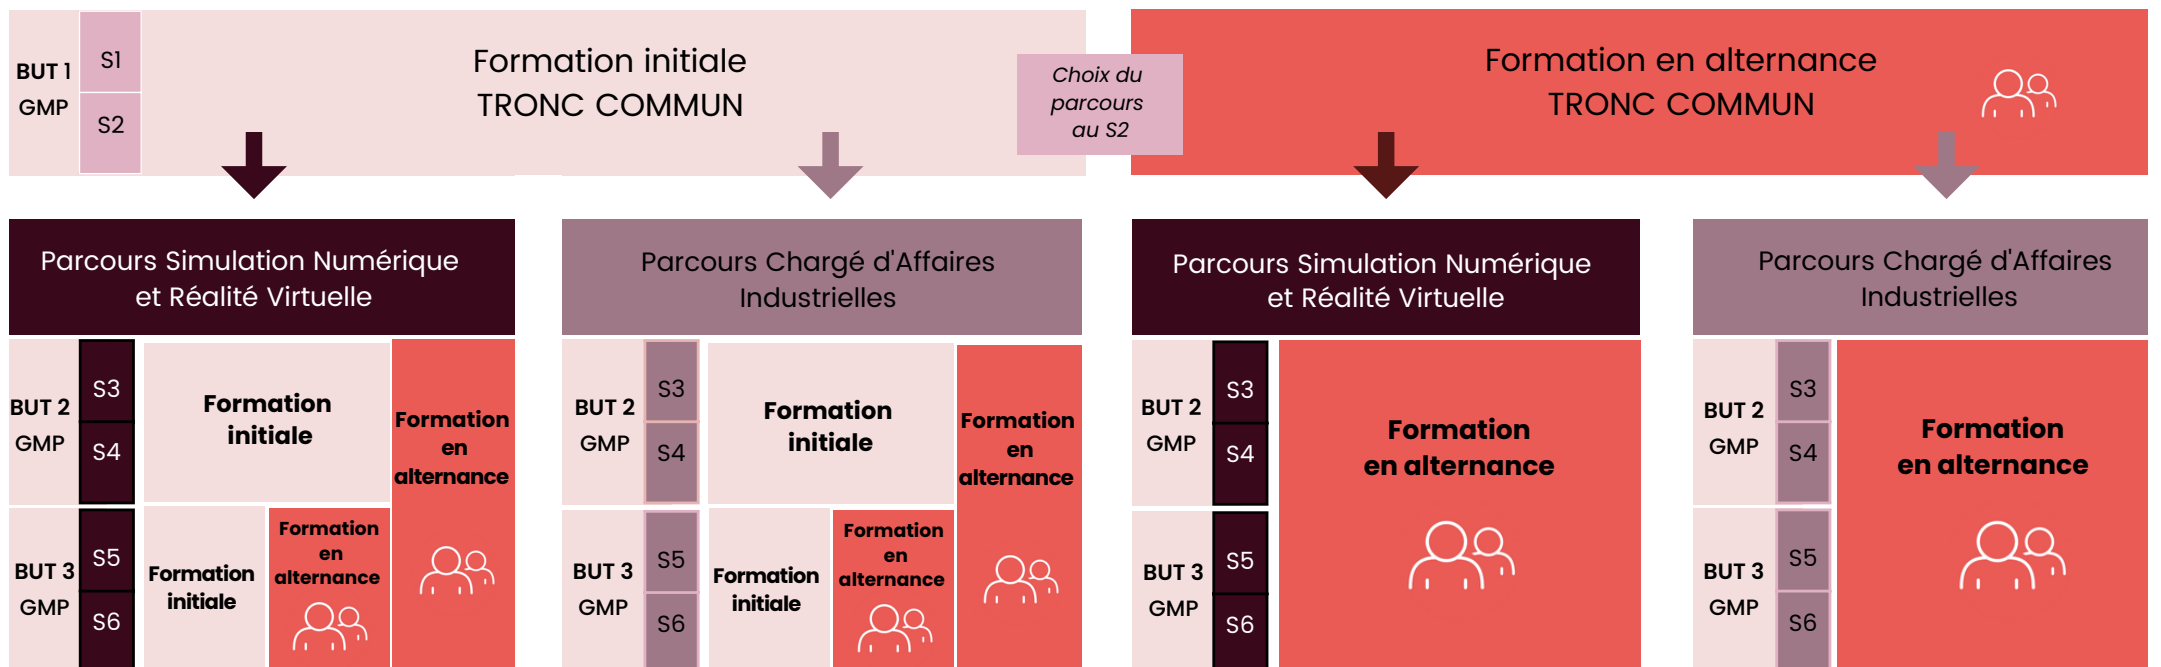 BUT 1
GMP
S1
S2
Formation initiale
TRONC COMMUN
Choix du
parcours
au S2
Formation en alternance
TRONC COMMUN
Parcours Simulation Numérique
et Réalité Virtuelle
BUT 2
GMP
S3
S4
Formation
initiale
Formation
en
alternance
BUT 3
GMP
S5
S6
Formation
initiale
Formation
en
alternance
Parcours Chargé d'Affaires
Industrielles
BUT 2
GMP
S3
S4
Formation
initiale
Formation
en
alternance
BUT 3
GMP
S5
S6
Formation
initiale
Formation
en
alternance
Parcours Simulation Numérique
et Réalité Virtuelle
BUT 2
GMP
S3
S4
Formation
en alternance
BUT 3
GMP
S5
S6
Parcours Chargé d'Affaires
Industrielles
BUT 2
GMP
S3
S4
Formation
en alternance
BUT 3
GMP
S5
S6